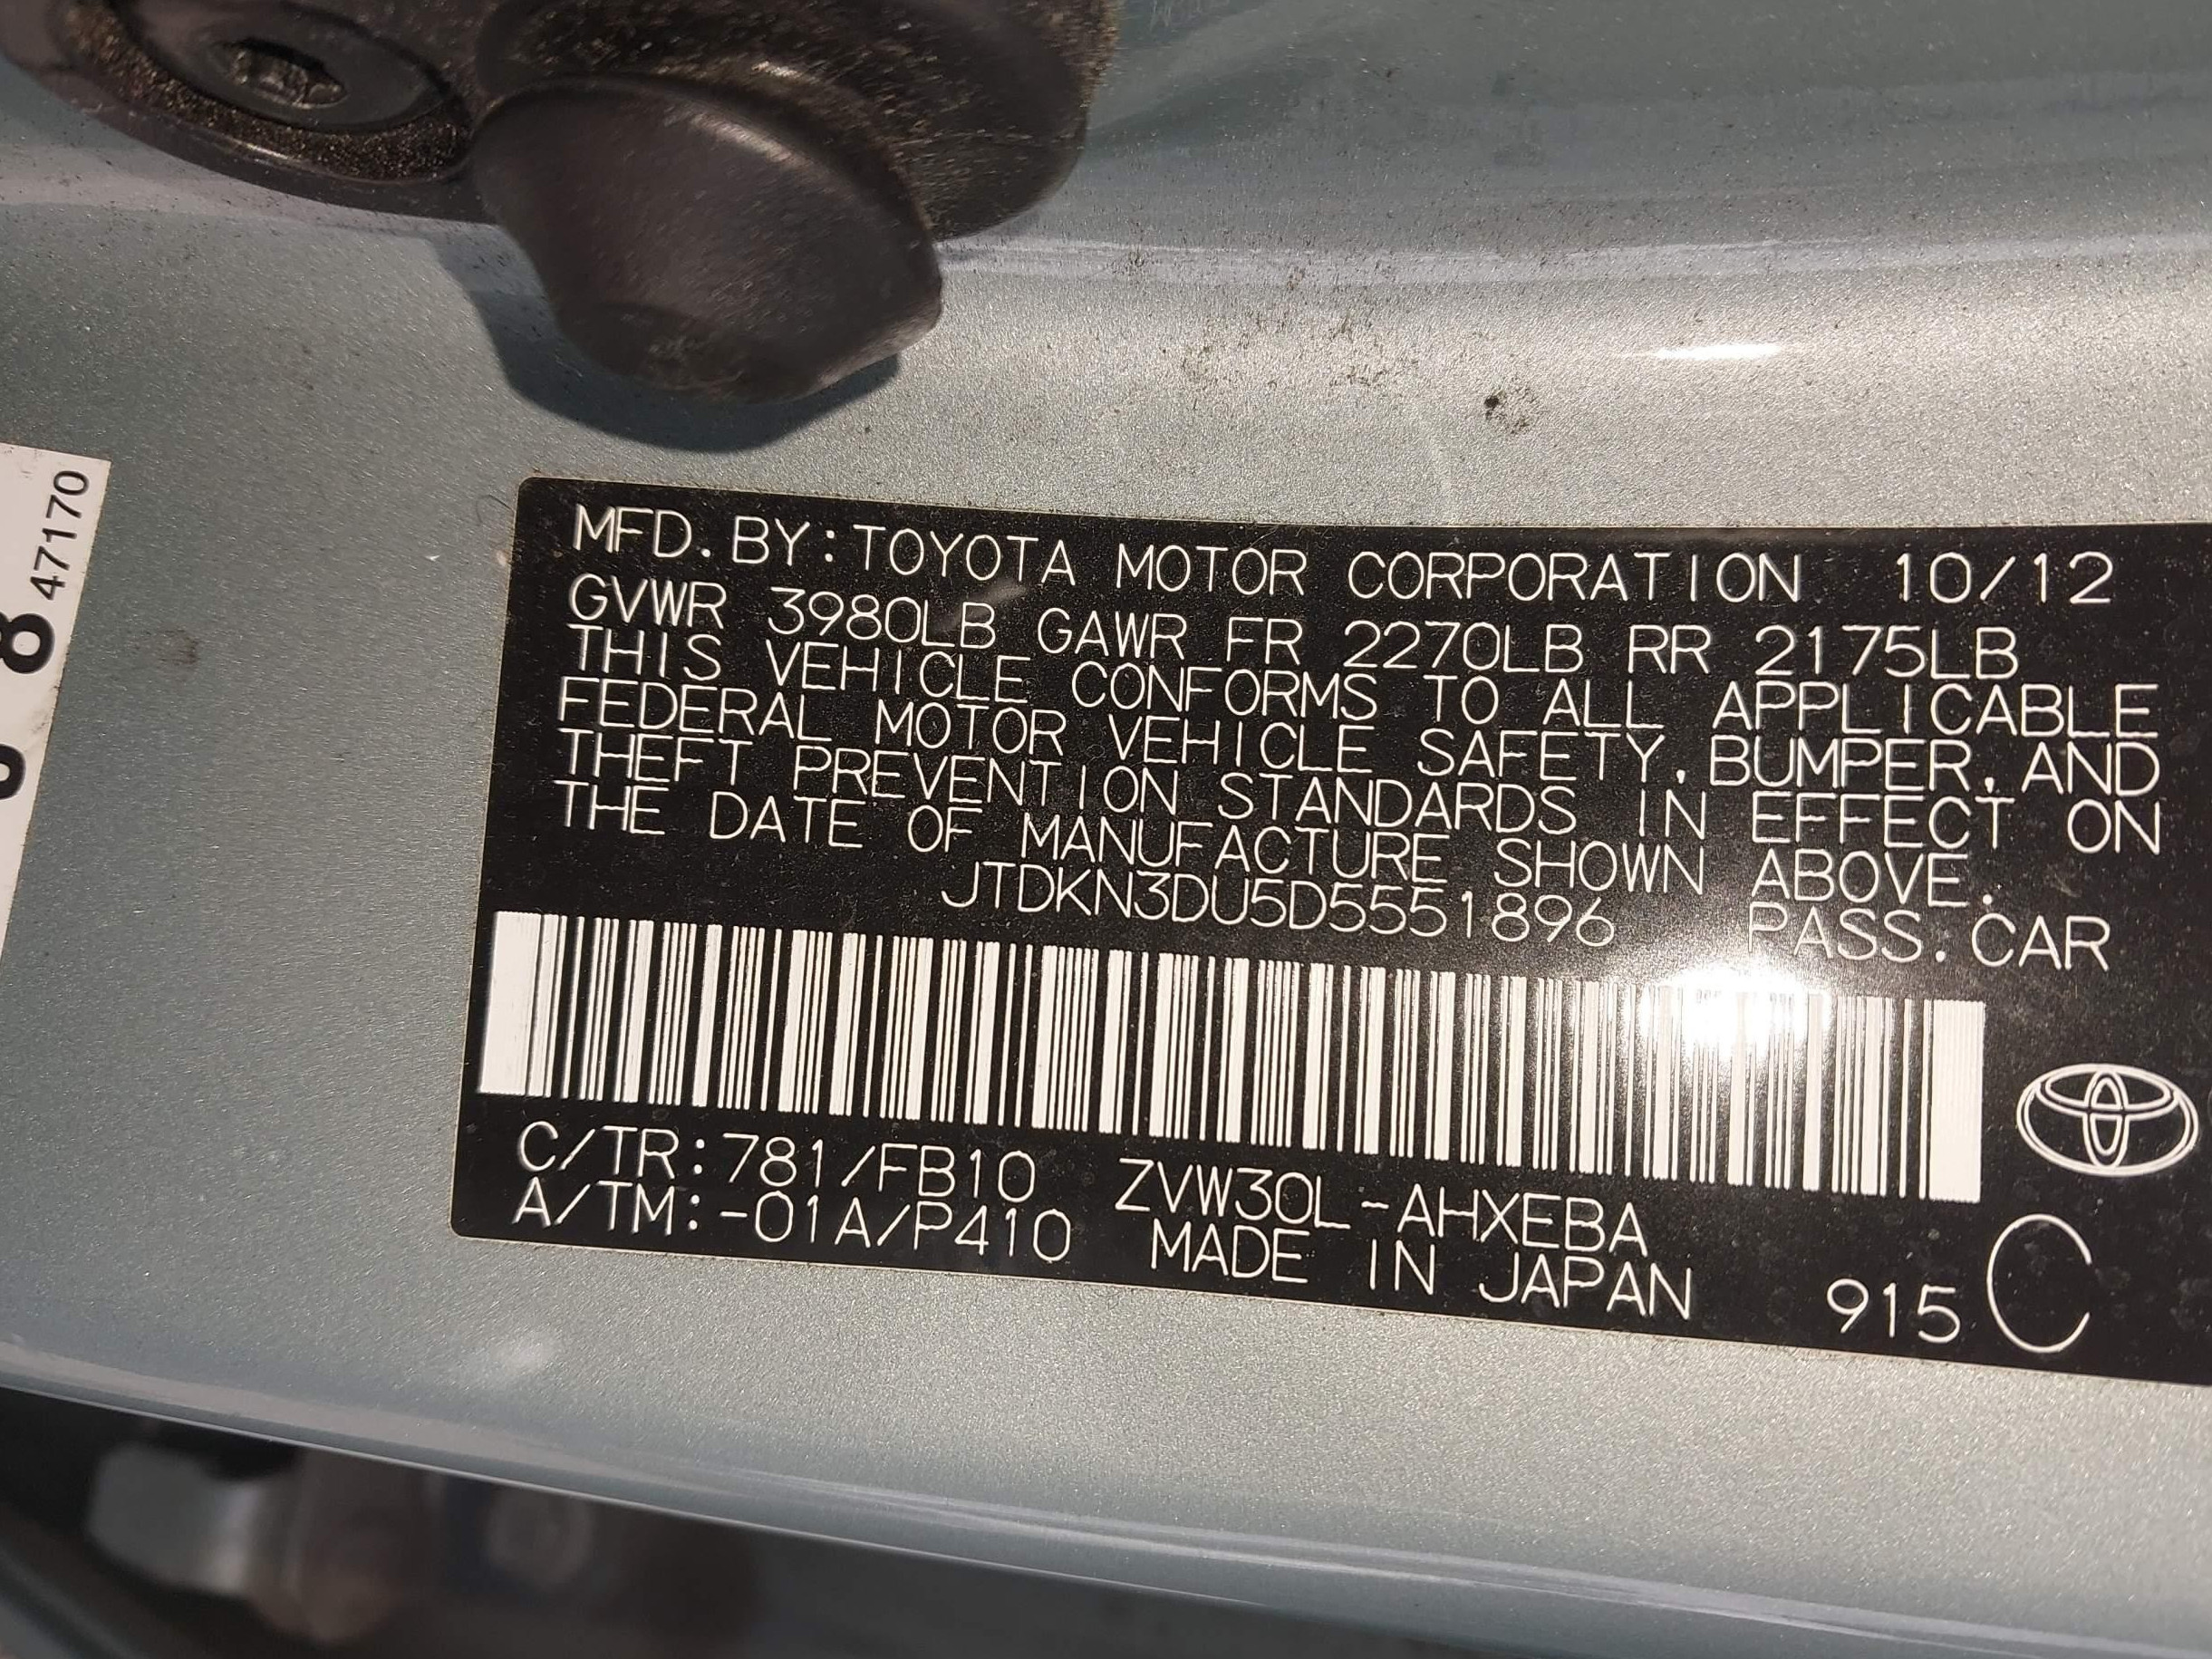 47170
8
MFD. BY: TOYOTA MOTOR CORPORATION 10/12
GVWR 3980LB GAWR FR 2270LB RR 2175LB
THIS VEHICLE CONFORMS TO ALL APPLICABLE
FEDERAL MOTOR VEHICLE SAFETY, BUMPER, AND
THEFT PREVENTION STANDARDS IN EFFECT ON
THE DATE OF MANUFACTURE SHOWN ABOVE.
JTDKN3DU5D5551896 PASS. CAR
C/TR: 781/FB10 ZVW30L-AHXEBA
A/TM: -01A/P410 MADE IN JAPAN 915 C